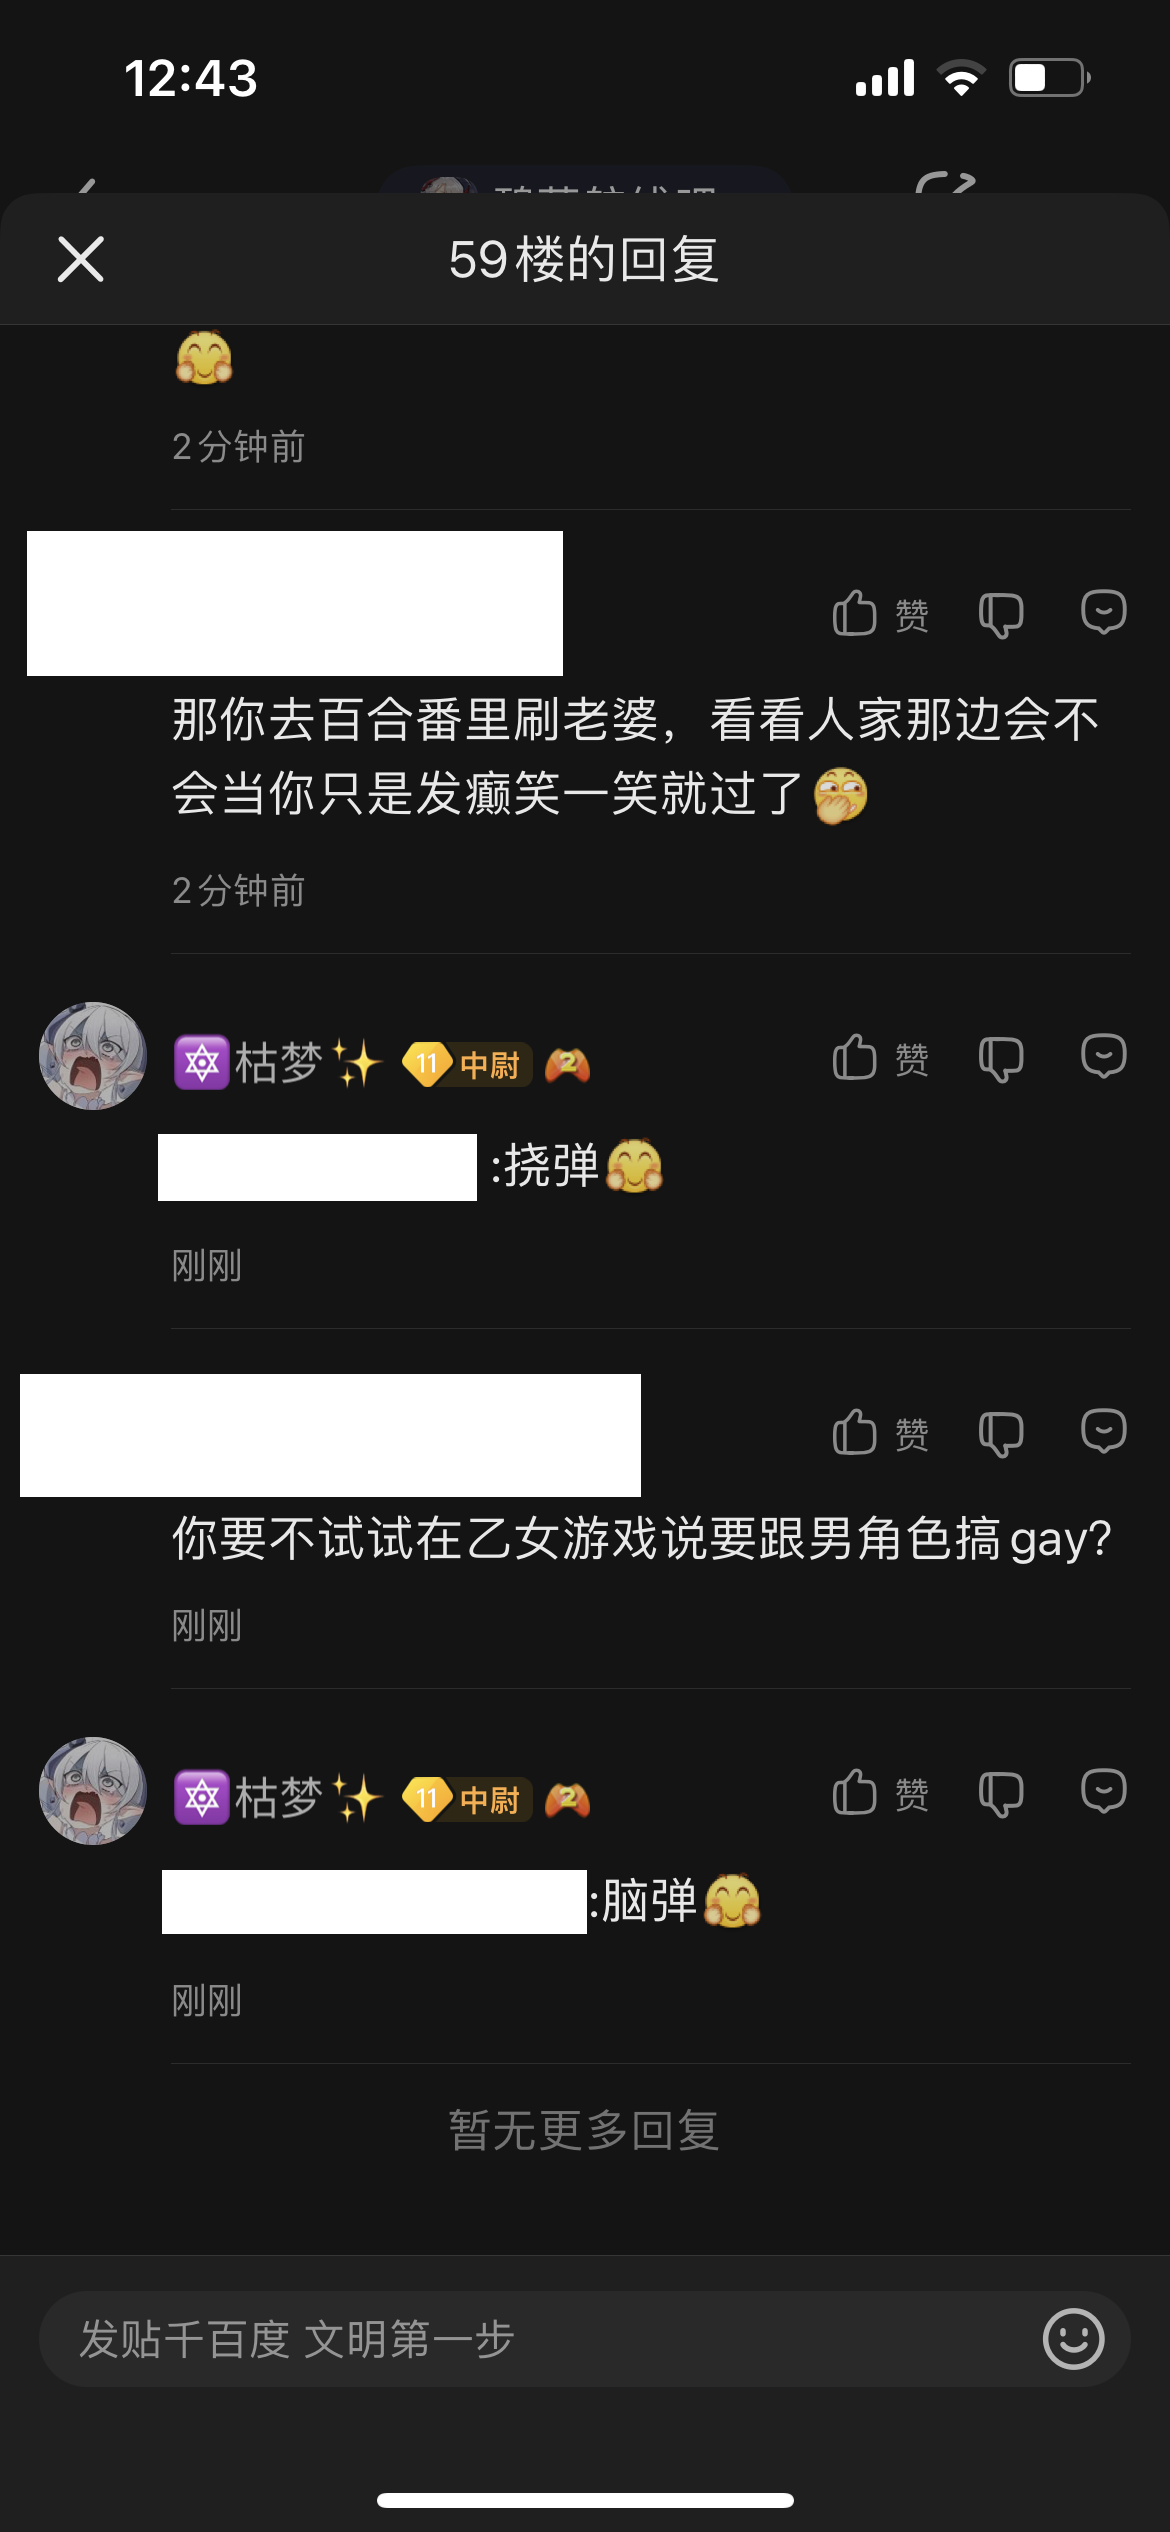 12:43
59楼的回复
🤗
2分钟前
赞
那你去百合番里刷老婆，看看人家那边会不
会当你只是发癫笑一笑就过了
2分钟前
🔯枯梦✨ 11 中尉 2
赞
:挠弹🤗
刚刚
赞
你要不试试在乙女游戏说要跟男角色搞gay?
刚刚
🔯枯梦✨ 11 中尉 2
赞
:脑弹🤗
刚刚
暂无更多回复
发贴千百度 文明第一步